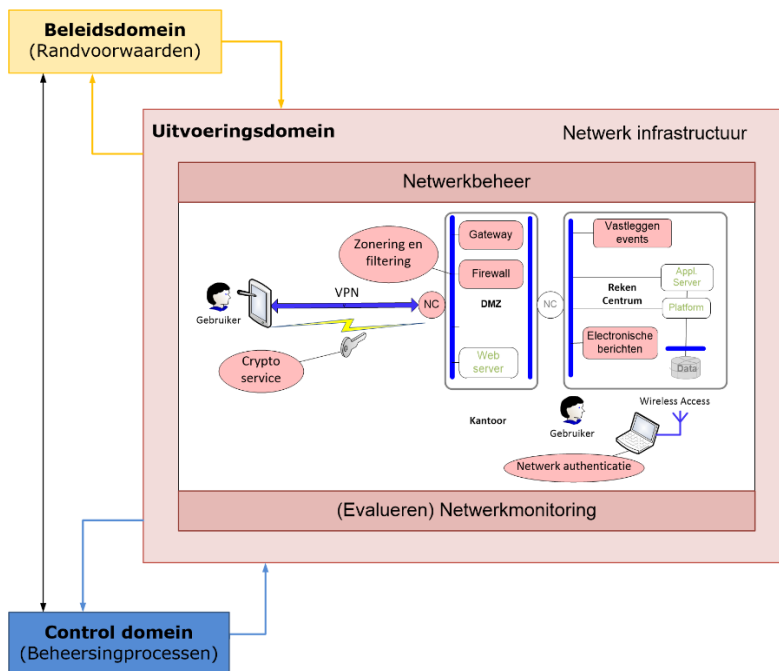 Beleidsdomein
(Randvoorwaarden)
Uitvoeringsdomein
Netwerk infrastructuur
Netwerkbeheer
Zonering en
filtering
Gateway
Firewall
DMZ
Web
server
Vastleggen
events
Appl.
Server
Reken
Centrum
Platform
Electronische
berichten
Data
VPN
NC
NC
Gebruiker
Crypto
service
Kantoor
Gebruiker
Wireless Access
Netwerk authenticatie
(Evalueren) Netwerkmonitoring
Control domein
(Beheersingprocessen)